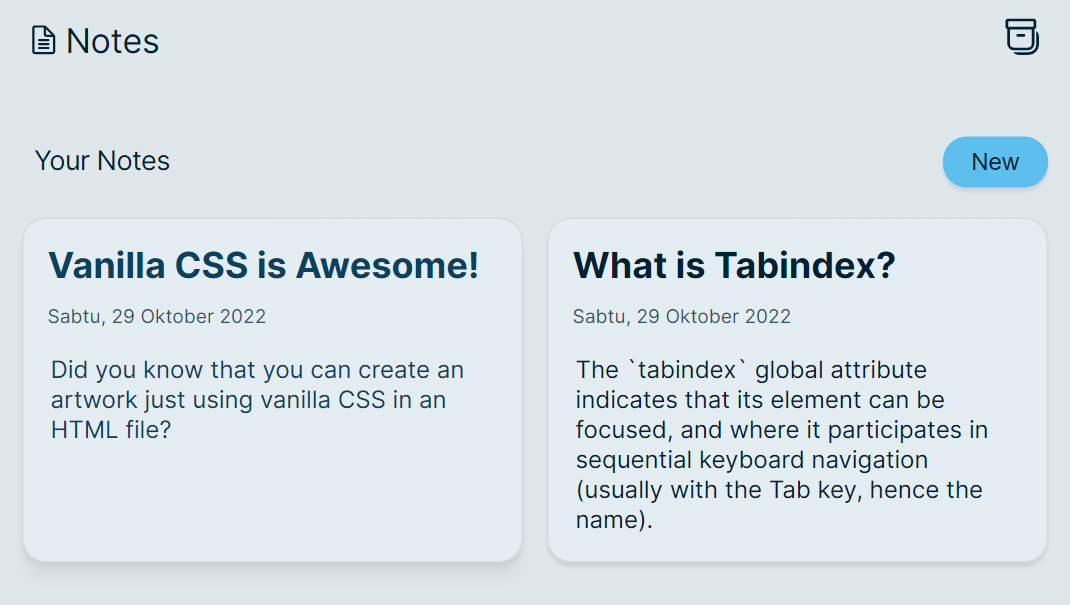 Notes
Your Notes
New
Vanilla CSS is Awesome!
Sabtu, 29 Oktober 2022
Did you know that you can create an
artwork just using vanilla CSS in an
HTML file?
What is Tabindex?
Sabtu, 29 Oktober 2022
The `tabindex` global attribute
indicates that its element can be
focused, and where it participates in
sequential keyboard navigation
(usually with the Tab key, hence the
name).